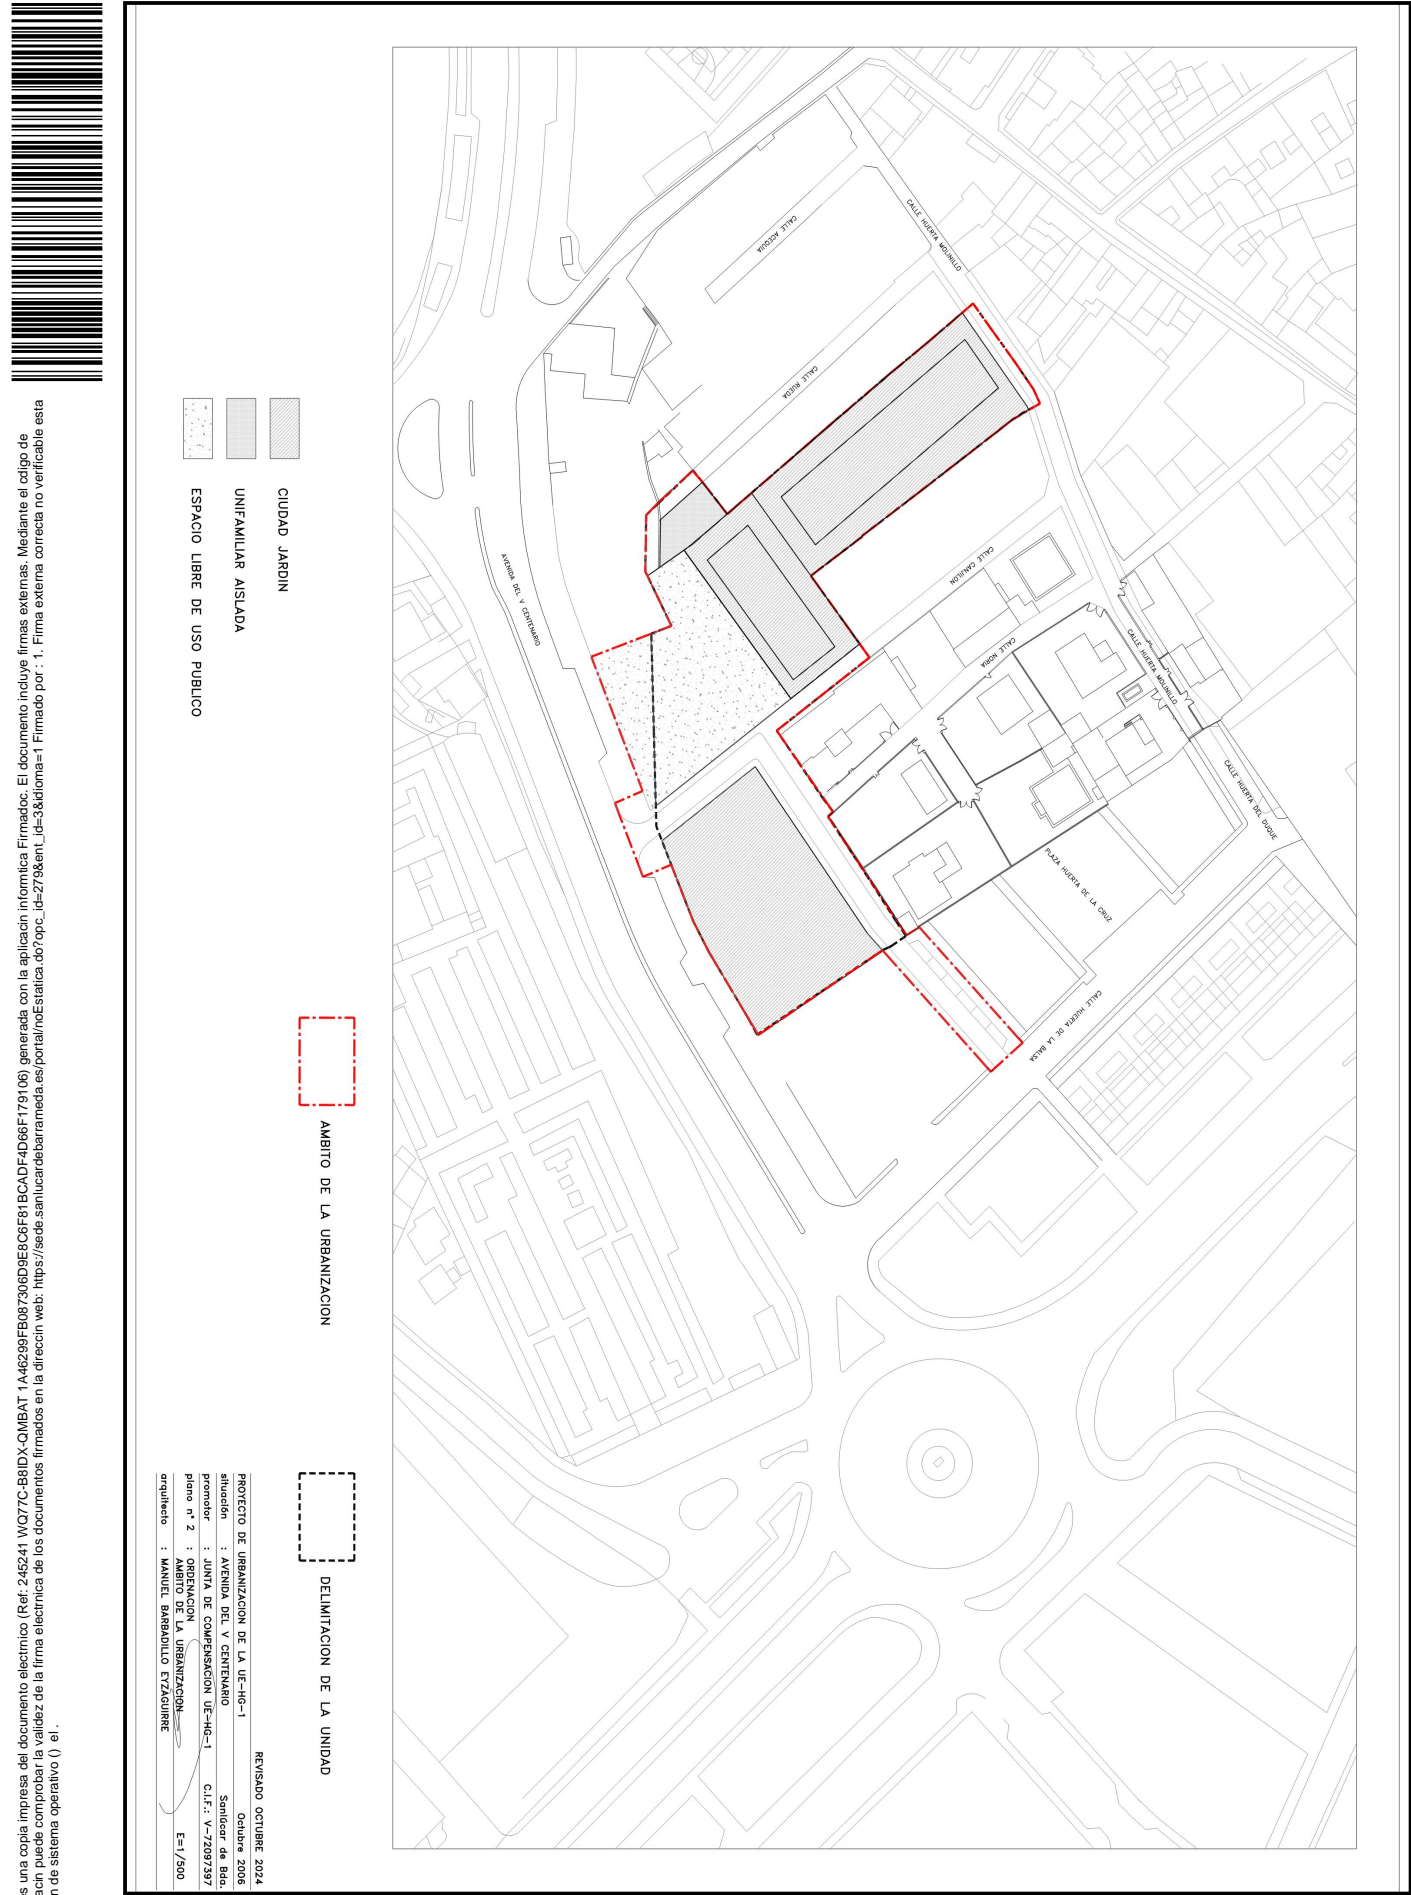 CALLE ACEQUIA
CALLE HUERTA MOLINILLO
CALLE RUEDA
CALLE CANJILON
CALLE NORIA
CALLE HUERTA MOLINILLO
CALLE HUERTA DEL DUQUE
PLAZA HUERTA DE LA CRUZ
CALLE HUERTA DE LA BALSA
AVENIDA DEL V CENTENARIO
CIUDAD JARDIN
UNIFAMILIAR AISLADA
ESPACIO LIBRE DE USO PUBLICO
AMBITO DE LA URBANIZACION
DELIMITACION DE LA UNIDAD
REVISADO OCTUBRE 2024
PROYECTO DE URBANIZACION DE LA UE-HG-1 Octubre 2006
situación : AVENIDA DEL V CENTENARIO Sanlúcar de Bda.
promotor : JUNTA DE COMPENSACIÓN UE-HG-1 C.I.F.: V-72097397
plano n° 2 : ORDENACION
AMBITO DE LA URBANIZACION E=1/500
arquitecto : MANUEL BARBADILLO EYZAGUIRRE
una copia impresa del documento electrnico (Ref: 245241 WQ77C-B8IDX-QMBAT 1A46299FB087306D9E8C6F81BCADF4D66F179106) generada con la aplicacin informtica Firmadoc. El documento incluye firmas externas. Mediante el cdigo de
acin puede comprobar la validez de la firma electrnica de los documentos firmados en la direccin web: https://sede.sanlucardebarrameda.es/portal/noEstatica.do?opc_id=279&ent_id=3&idioma=1 Firmado por : 1. Firma externa correcta no verificable esta
n de sistema operativo () el .